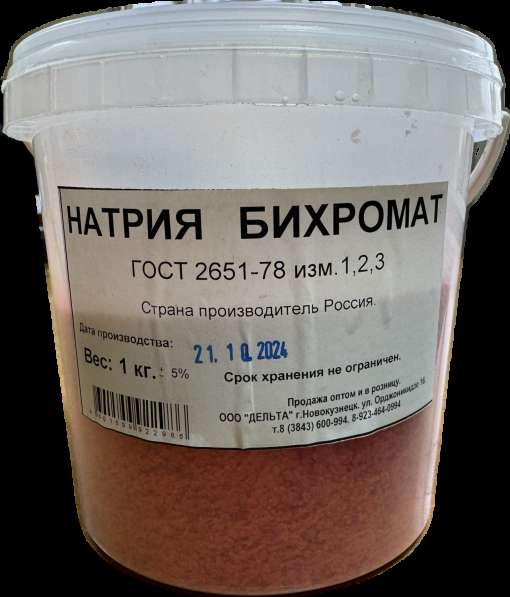 НАТРИЯ БИХРОМАТ
ГОСТ 2651-78 изм.1,2,3
Страна производитель Россия.
Дата производства: 21.10.2024
Вес: 1 кг.± 5%
Срок хранения не ограничен.
Продажа оптом и в розницу.
ООО "ДЕЛЬТА" г.Новокузнецк. ул. Орджоникидзе 16.
т.8 (3843) 600-994. 8-923-464-0994